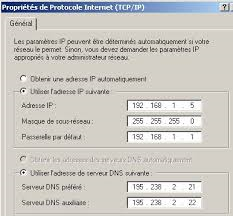 Propriétés de Protocole Internet (TCP/IP)
Général
Les paramètres IP peuvent être déterminés automatiquement si votre
réseau le permet. Sinon, vous devez demander les paramètres IP
appropriés à votre administrateur réseau.
Obtenir une adresse IP automatiquement
Utiliser l'adresse IP suivante :
Adresse IP : 192 . 168 . 1 . 5
Masque de sous-réseau : 255 . 255 . 255 . 0
Passerelle par défaut : 192 . 168 . 1 . 1
Obtenir les adresses des serveurs DNS automatiquement
Utiliser l'adresse de serveur DNS suivante :
Serveur DNS préféré : 195 . 238 . 2 . 21
Serveur DNS auxiliaire : 195 . 238 . 2 . 22